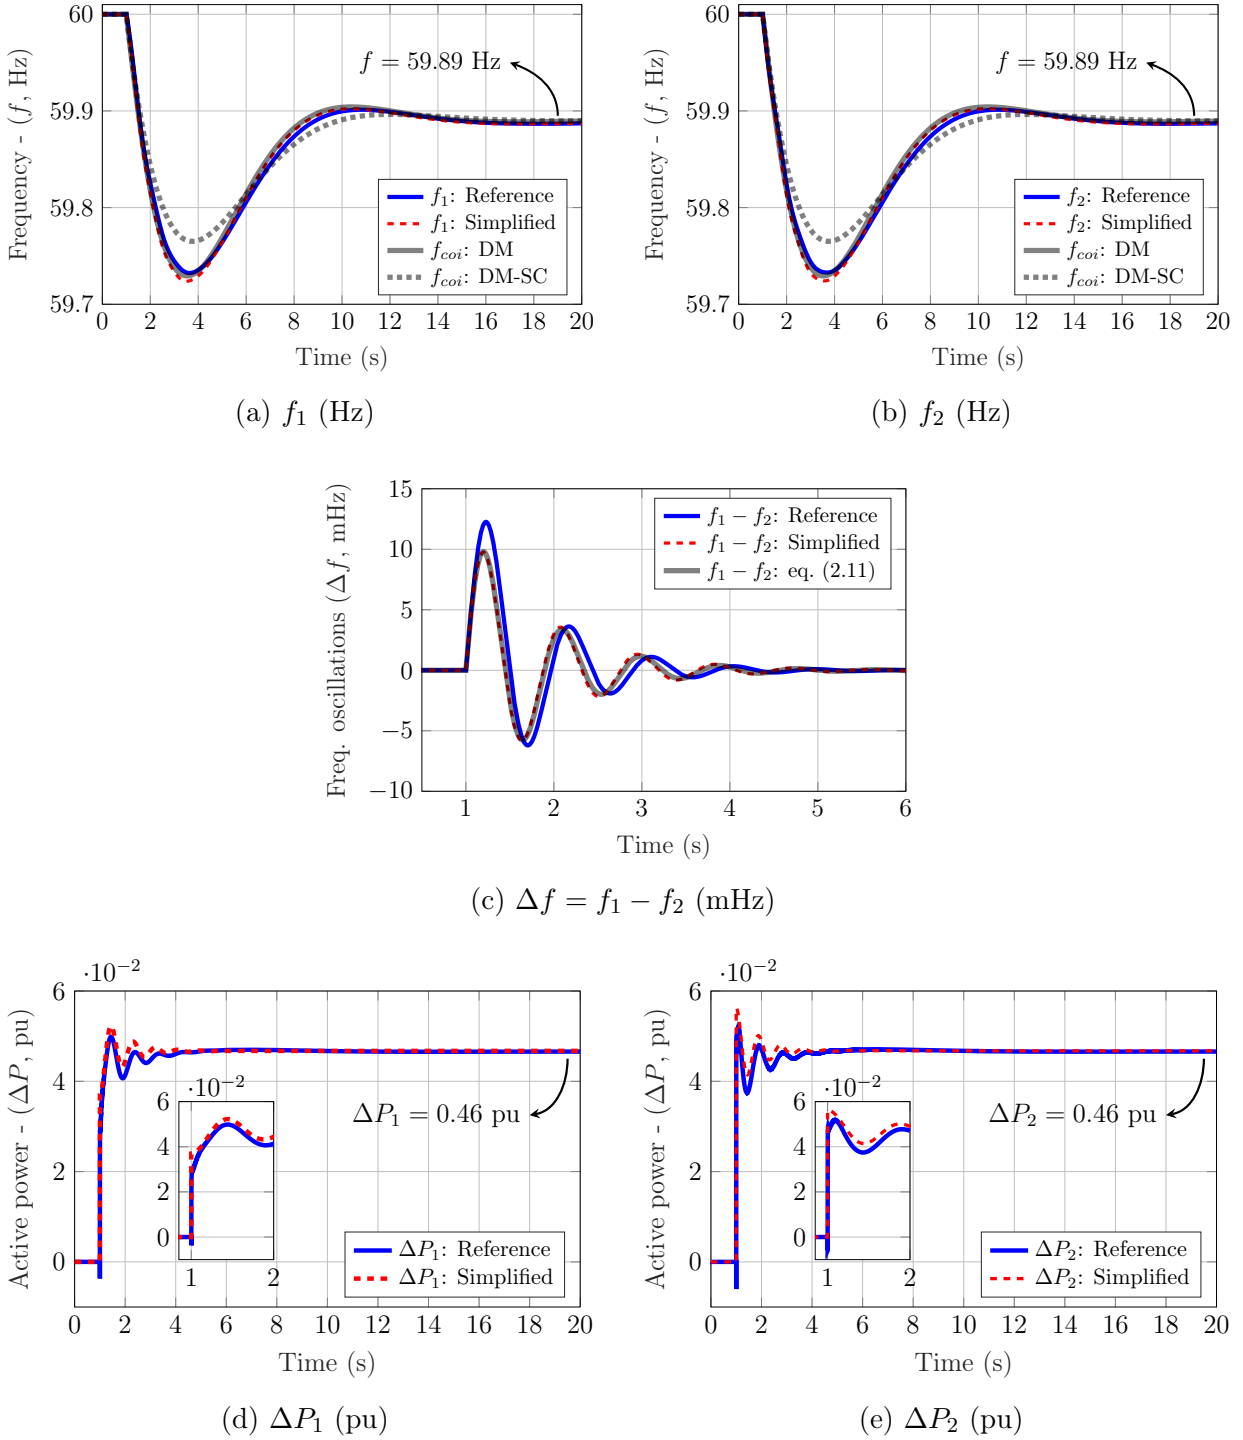 Frequency - (f, Hz)
60
59.9
59.8
59.7
f = 59.89 Hz
f1: Reference
f1: Simplified
fcoi: DM
fcoi: DM-SC
0 2 4 6 8 10 12 14 16 18 20
Time (s)
(a) f1 (Hz)
Frequency - (f, Hz)
60
59.9
59.8
59.7
f = 59.89 Hz
f2: Reference
f2: Simplified
fcoi: DM
fcoi: DM-SC
0 2 4 6 8 10 12 14 16 18 20
Time (s)
(b) f2 (Hz)
Freq. oscillations (Δf, mHz)
15
10
5
0
−5
−10
f1 − f2: Reference
f1 − f2: Simplified
f1 − f2: eq. (2.11)
1 2 3 4 5 6
Time (s)
(c) Δf = f1 − f2 (mHz)
Active power - (ΔP, pu)
·10−2
6
4
2
0
·10−2
6
4
2
0
1 2
ΔP1 = 0.46 pu
ΔP1: Reference
ΔP1: Simplified
0 2 4 6 8 10 12 14 16 18 20
Time (s)
(d) ΔP1 (pu)
Active power - (ΔP, pu)
·10−2
6
4
2
0
·10−2
6
4
2
0
1 2
ΔP2 = 0.46 pu
ΔP2: Reference
ΔP2: Simplified
0 2 4 6 8 10 12 14 16 18 20
Time (s)
(e) ΔP2 (pu)